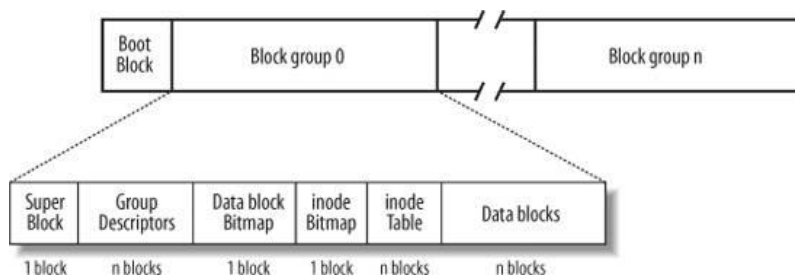 Boot
Block
Block group 0
Block group n
Super
Block
Group
Descriptors
Data block
Bitmap
inode
Bitmap
inode
Table
Data blocks
1 block
n blocks
1 block
1 block
n blocks
n blocks